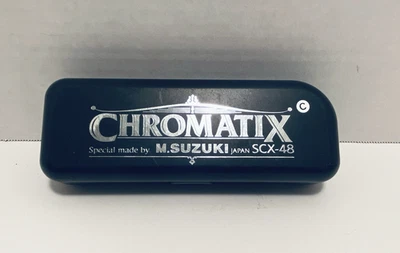 C
CHROMATIX
Special made by M.SUZUKI JAPAN SCX-48